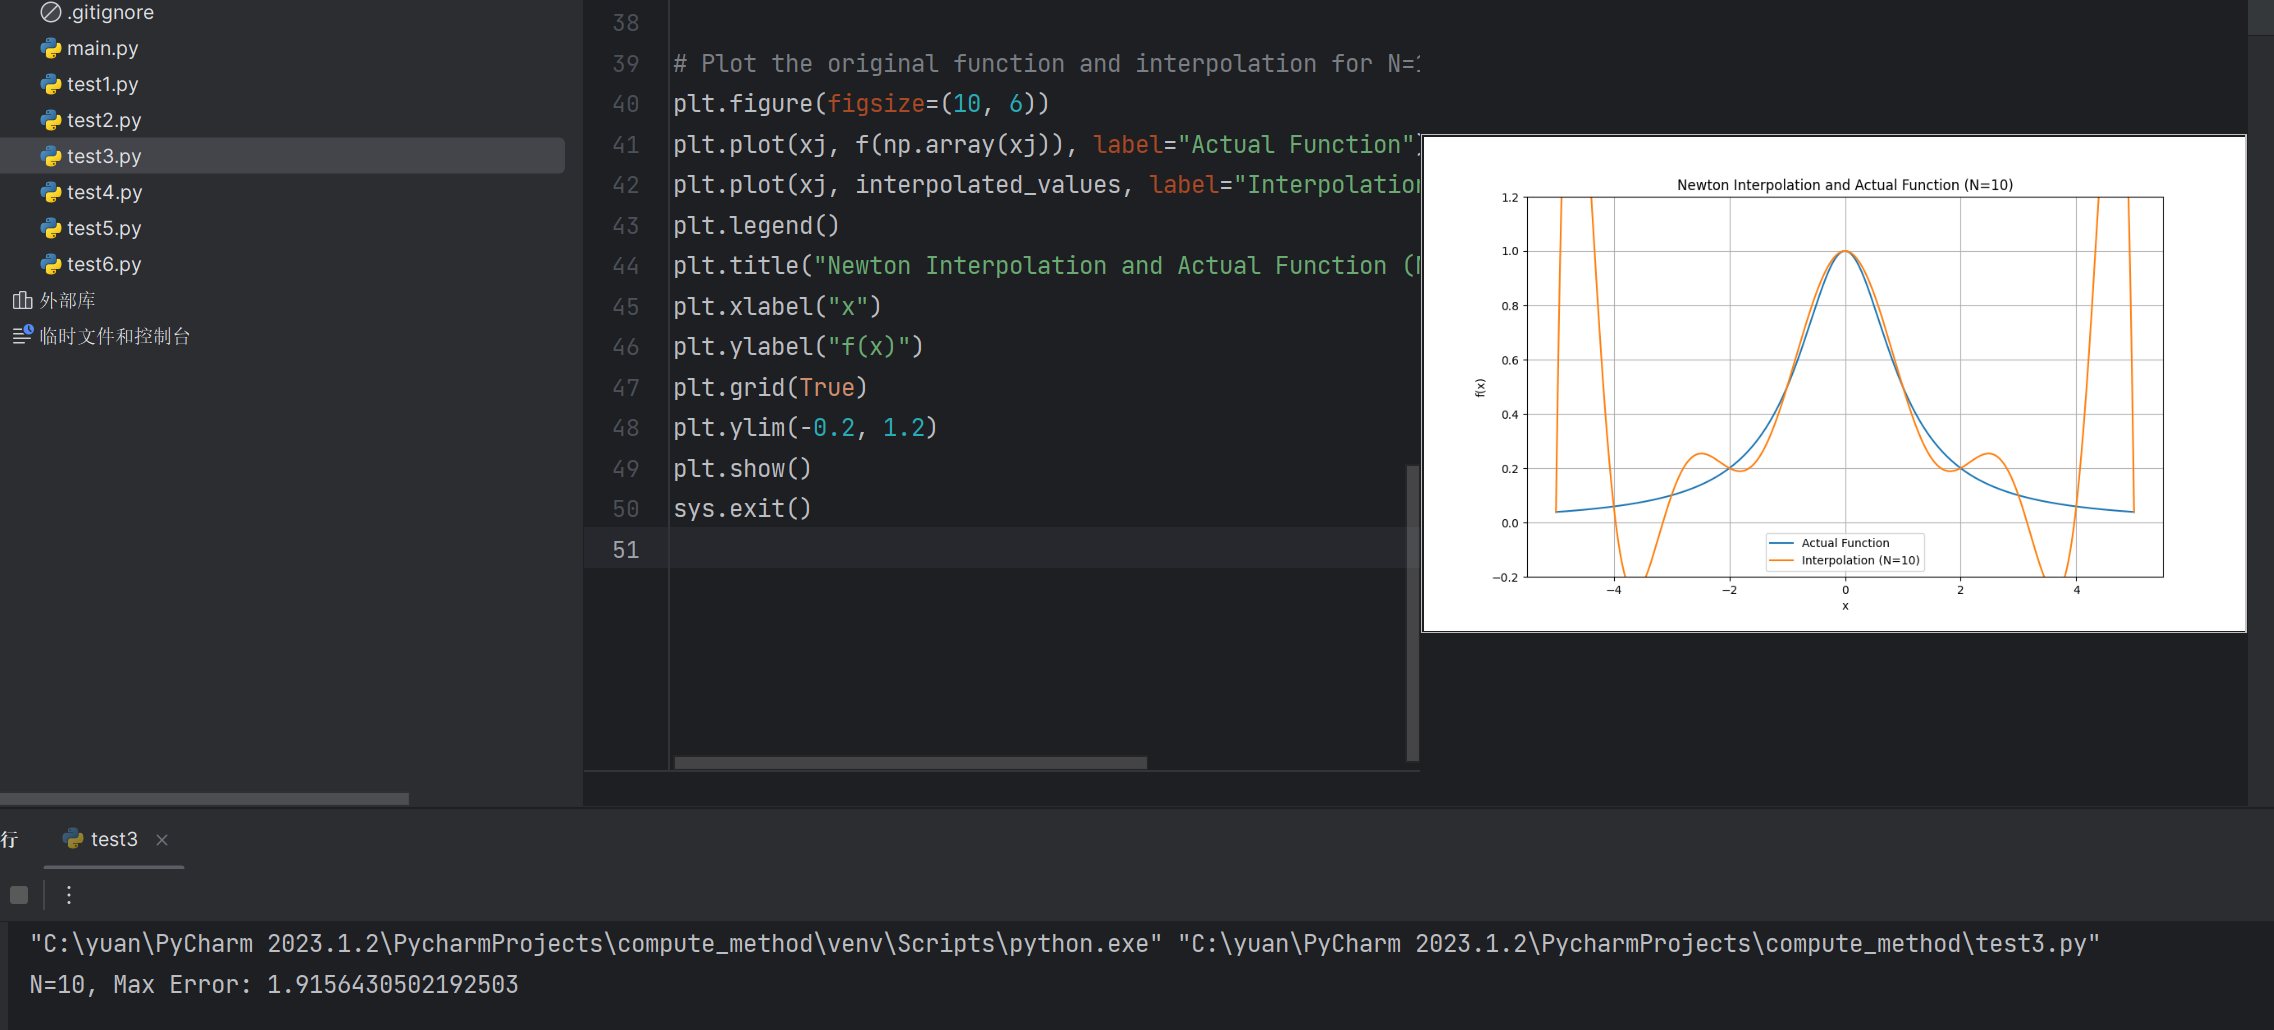 .gitignore
main.py
test1.py
test2.py
test3.py
test4.py
test5.py
test6.py
外部库
临时文件和控制台
38
39 # Plot the original function and interpolation for N=1
40 plt.figure(figsize=(10, 6))
41 plt.plot(xj, f(np.array(xj)), label="Actual Function")
42 plt.plot(xj, interpolated_values, label="Interpolation
43 plt.legend()
44 plt.title("Newton Interpolation and Actual Function (N
45 plt.xlabel("x")
46 plt.ylabel("f(x)")
47 plt.grid(True)
48 plt.ylim(-0.2, 1.2)
49 plt.show()
50 sys.exit()
51
Newton Interpolation and Actual Function (N=10)
1.2
1.0
0.8
0.6
0.4
0.2
0.0
−0.2
f(x)
Actual Function
Interpolation (N=10)
−4 −2 0 2 4
x
行 test3
"C:\yuan\PyCharm 2023.1.2\PycharmProjects\compute_method\venv\Scripts\python.exe" "C:\yuan\PyCharm 2023.1.2\PycharmProjects\compute_method\test3.py"
N=10, Max Error: 1.9156430502192503